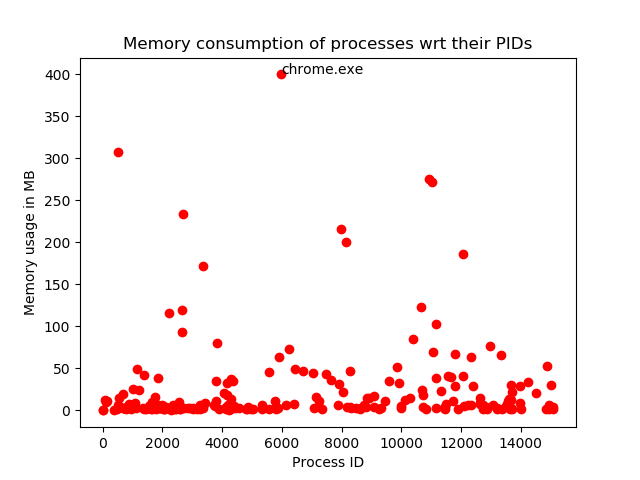 Memory consumption of processes wrt their PIDs
chrome.exe
400
350
300
250
200
150
100
50
0
Memory usage in MB
0 2000 4000 6000 8000 10000 12000 14000
Process ID